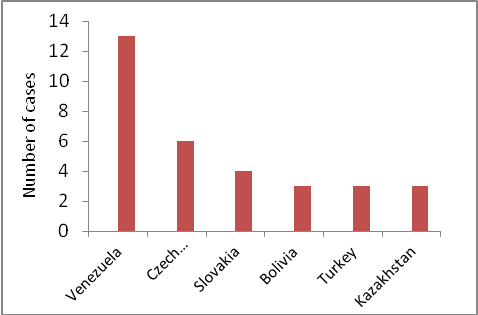 14
12
10
8
6
4
2
0
Number of cases
Venezuela
Czech...
Slovakia
Bolivia
Turkey
Kazakhstan